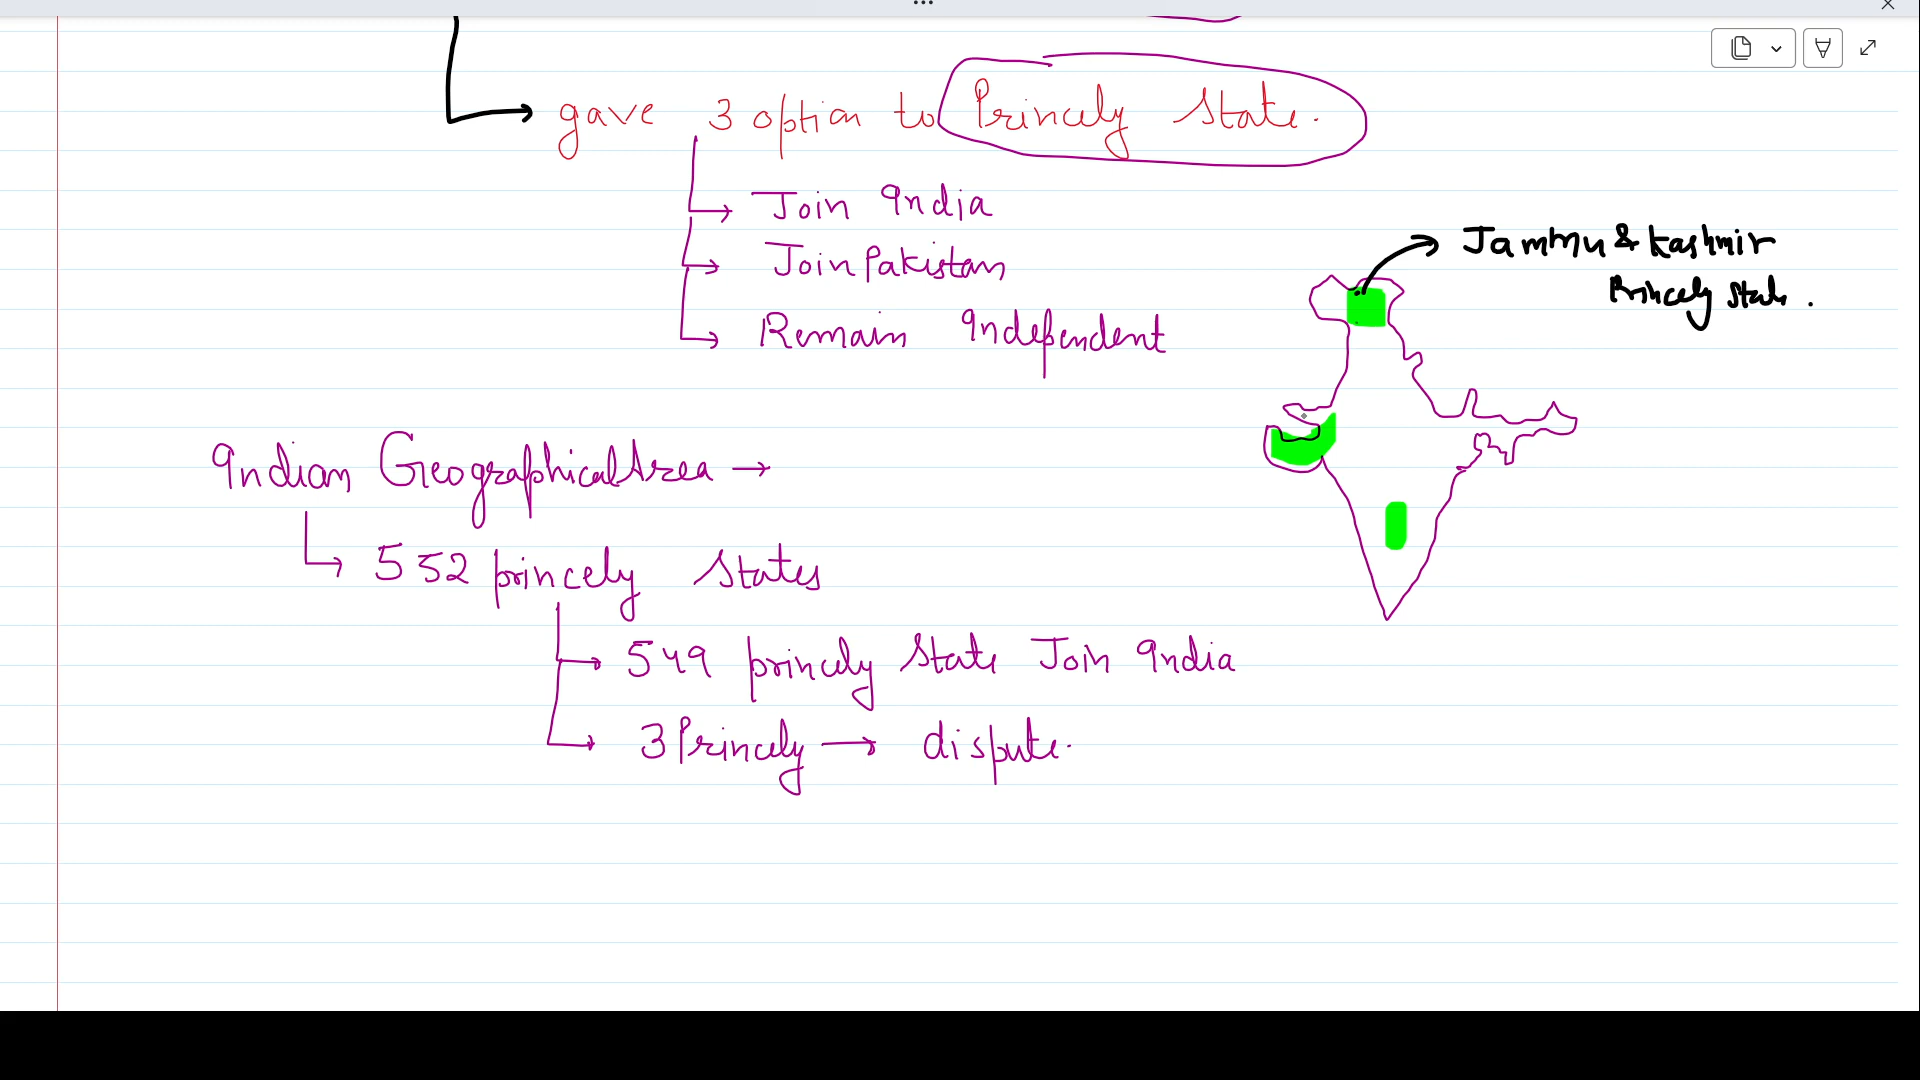 gave 3 option to Princely State.
Join India
Join Pakistan
Remain Independent
Jammu & Kashmir
Princely State.
Indian Geographical Area →
552 princely States
549 princely State Join India
3 Princely → dispute.